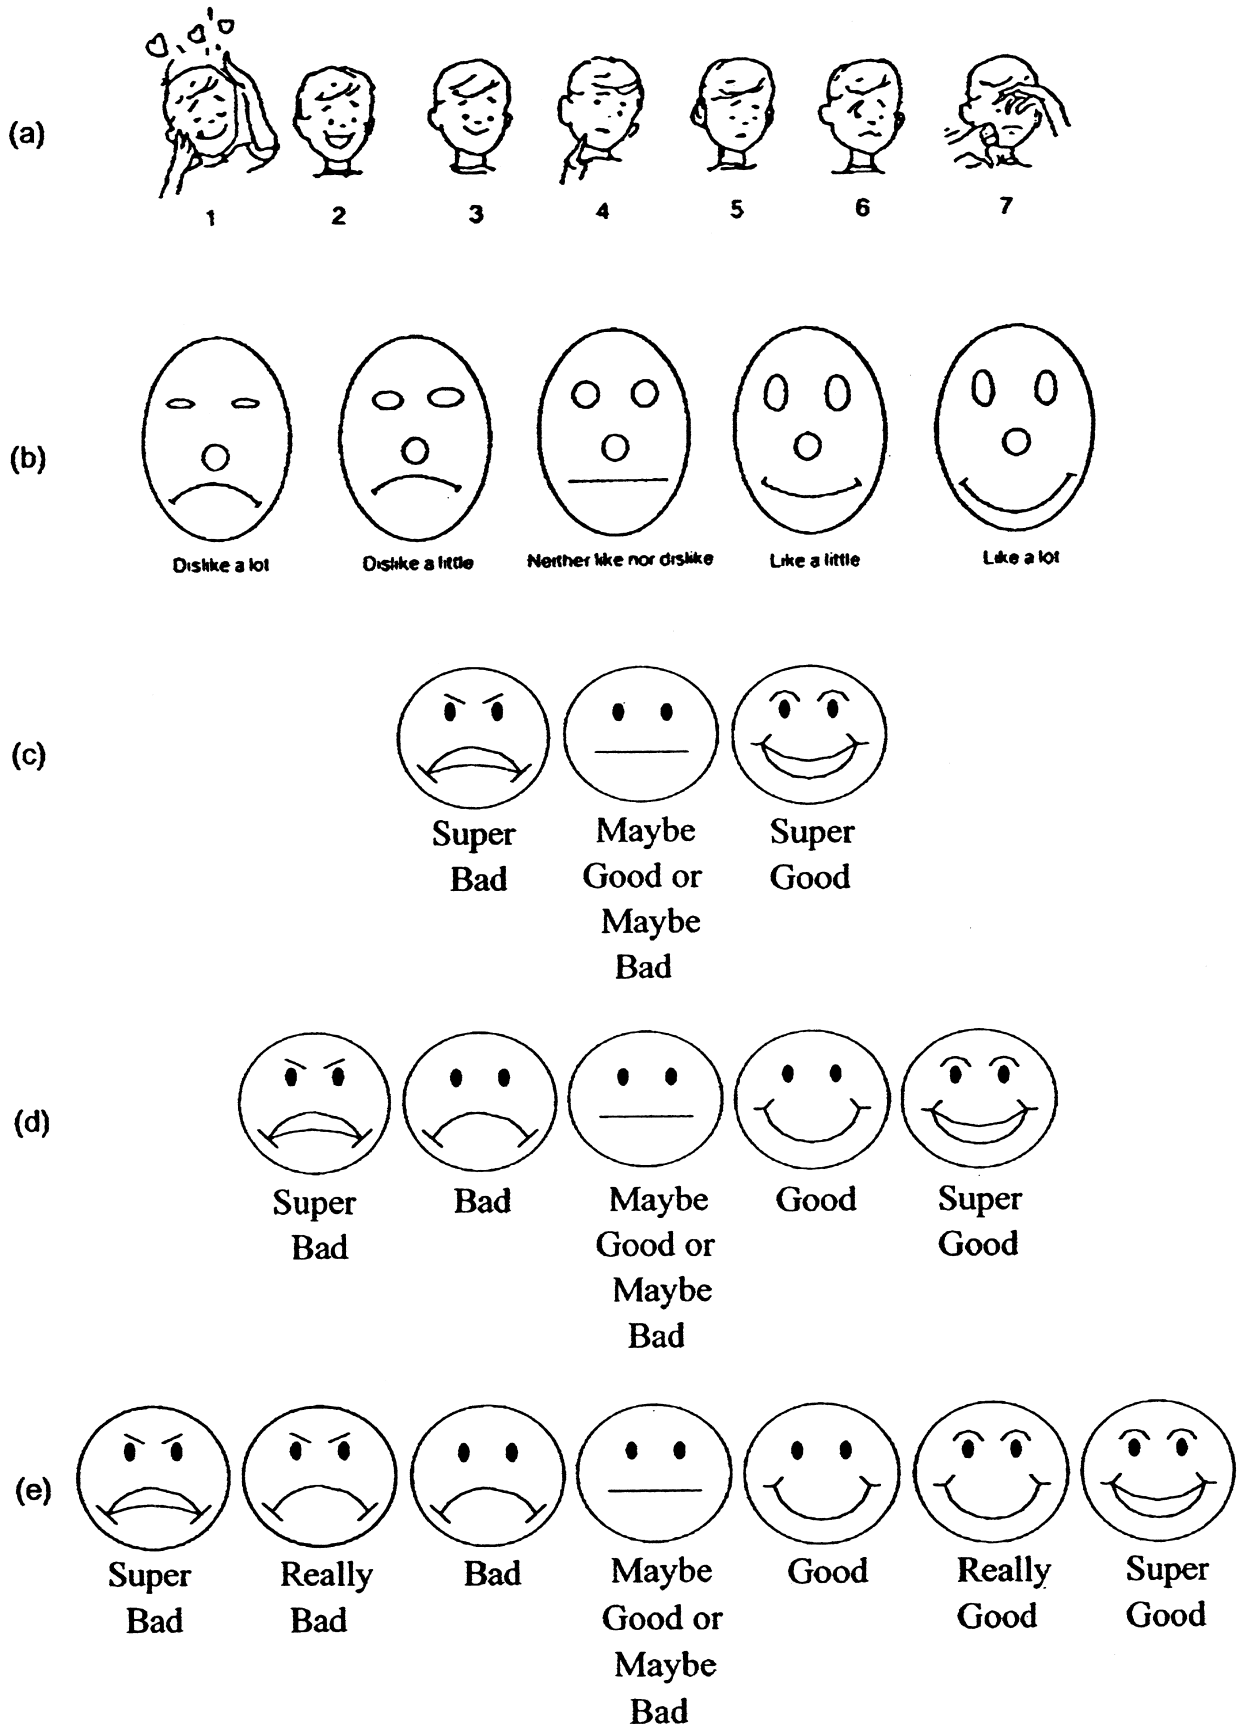 (a)
1 2 3 4 5 6 7
(b)
Dislike a lot Dislike a little Neither like nor dislike Like a little Like a lot
(c)
Super Maybe Super
Bad Good or Good
Maybe
Bad
(d)
Super Bad Maybe Good Super
Bad Good or Good
Maybe
Bad
(e)
Super Really Bad Maybe Good Really Super
Bad Bad Good or Good Good
Maybe
Bad